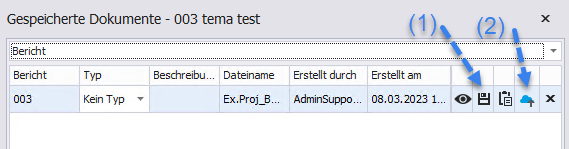 Gespeicherte Dokumente - 003 tema test
(1) (2)
Bericht
Bericht Typ Beschreibu... Dateiname Erstellt durch Erstellt am
003 Kein Typ Ex.Proj_B... AdminSuppo... 08.03.2023 1...